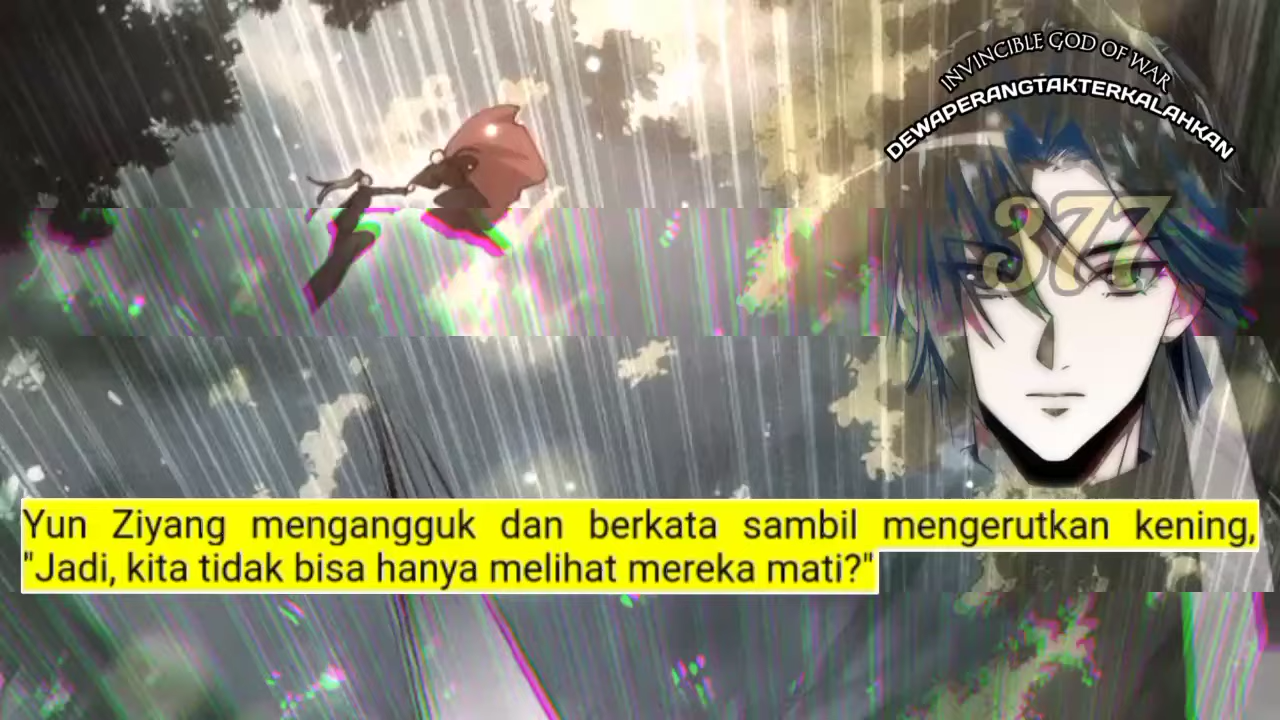 INVINCIBLE GOD OF WAR
DEWAPERANGTAKTERKALAHKAN
377
Yun Ziyang mengangguk dan berkata sambil mengerutkan kening,
"Jadi, kita tidak bisa hanya melihat mereka mati?"